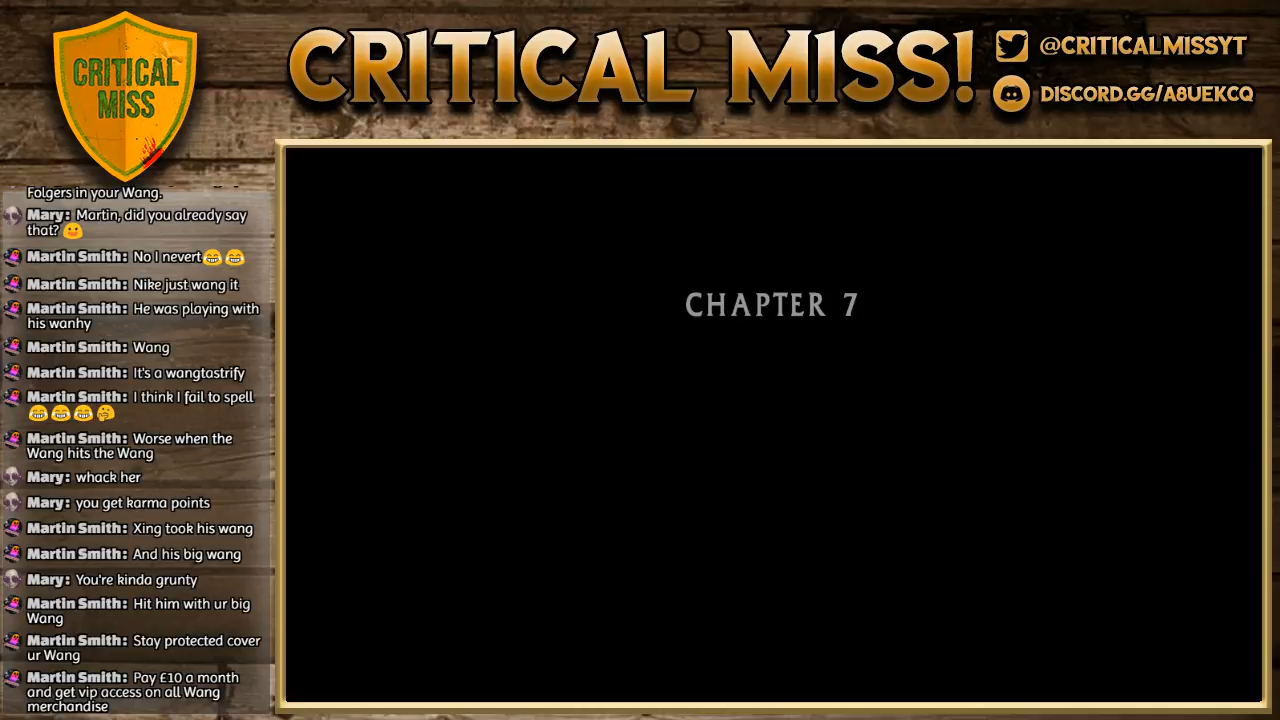 CRITICAL
MISS
CRITICAL MISS!
@CRITICALMISSYT
DISCORD.GG/A8UEKCQ
Folgers in your Wang.
Mary: Martin, did you already say
that? 😛
Martin Smith: No I nevert😂 😂
Martin Smith: Nike just wang it
Martin Smith: He was playing with
his wanhy
Martin Smith: Wang
Martin Smith: It's a wangtastrify
Martin Smith: I think I fail to spell
😂 😂 😂 🤔
Martin Smith: Worse when the
Wang hits the Wang
Mary: whack her
Mary: you get karma points
Martin Smith: Xing took his wang
Martin Smith: And his big wang
Mary: You're kinda grunty
Martin Smith: Hit him with ur big
Wang
Martin Smith: Stay protected cover
ur Wang
Martin Smith: Pay £10 a month
and get vip access on all Wang
merchandise
CHAPTER 7